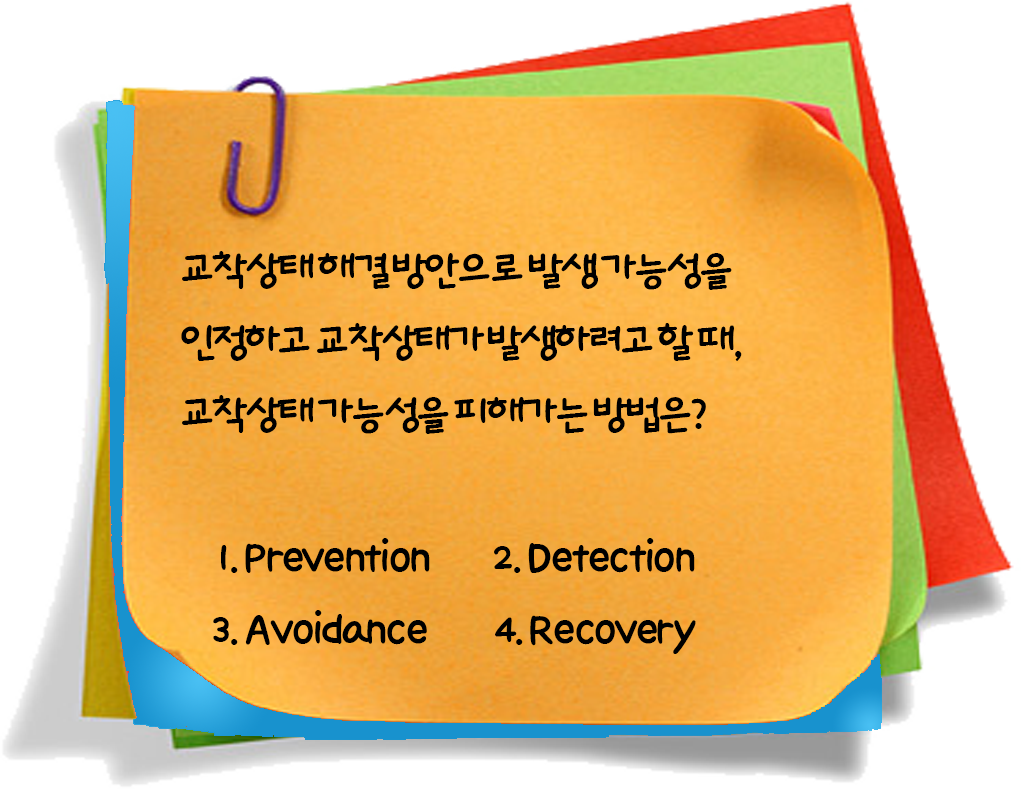 교착상태 해결 방안으로 발생 가능성을
인정하고 교착상태가 발생하려고 할 때,
교착상태 가능성을 피해가는 방법은?
1. Prevention 2. Detection
3. Avoidance 4. Recovery